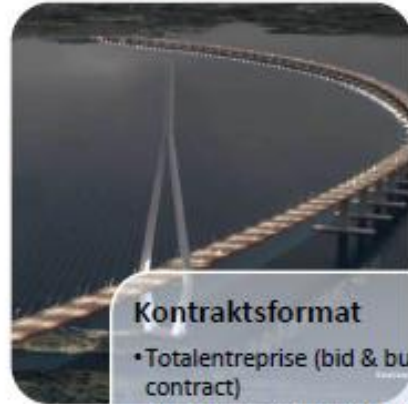 Kontraktsformat
•Totalentreprise (bid & bu
contract)